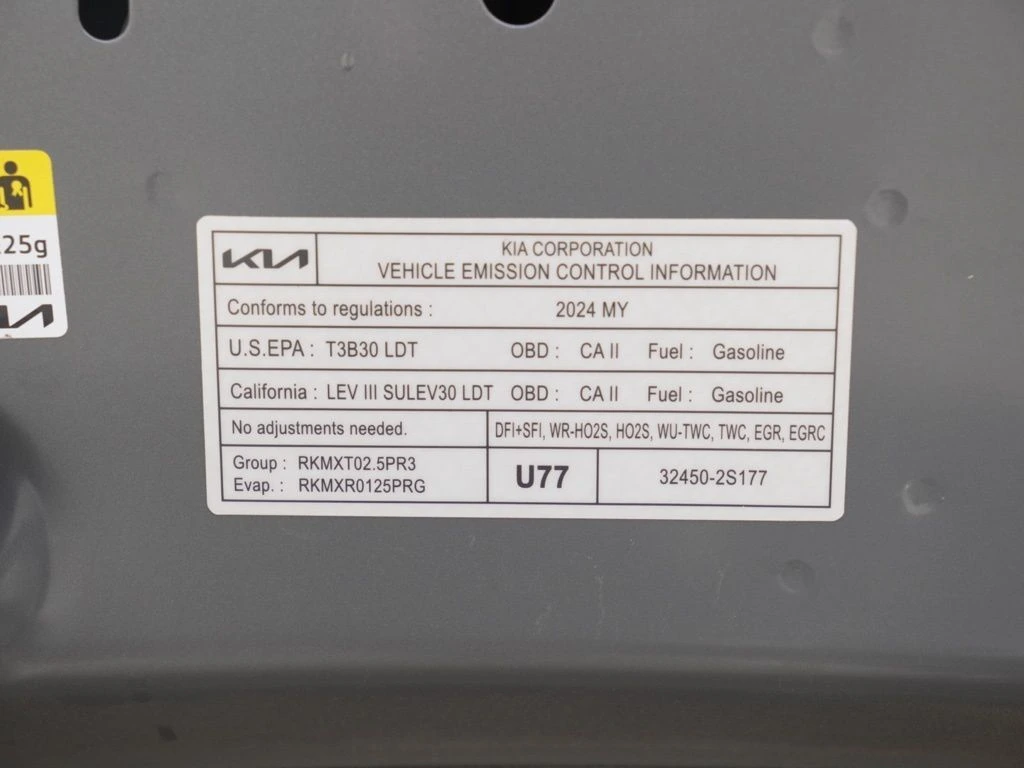 KIA CORPORATION
VEHICLE EMISSION CONTROL INFORMATION
Conforms to regulations : 2024 MY
U.S.EPA : T3B30 LDT OBD : CA II Fuel : Gasoline
California : LEV III SULEV30 LDT OBD : CA II Fuel : Gasoline
No adjustments needed. DFI+SFI, WR-HO2S, HO2S, WU-TWC, TWC, EGR, EGRC
Group : RKMXT02.5PR3
Evap. : RKMXR0125PRG
U77 32450-2S177
25g
KIA